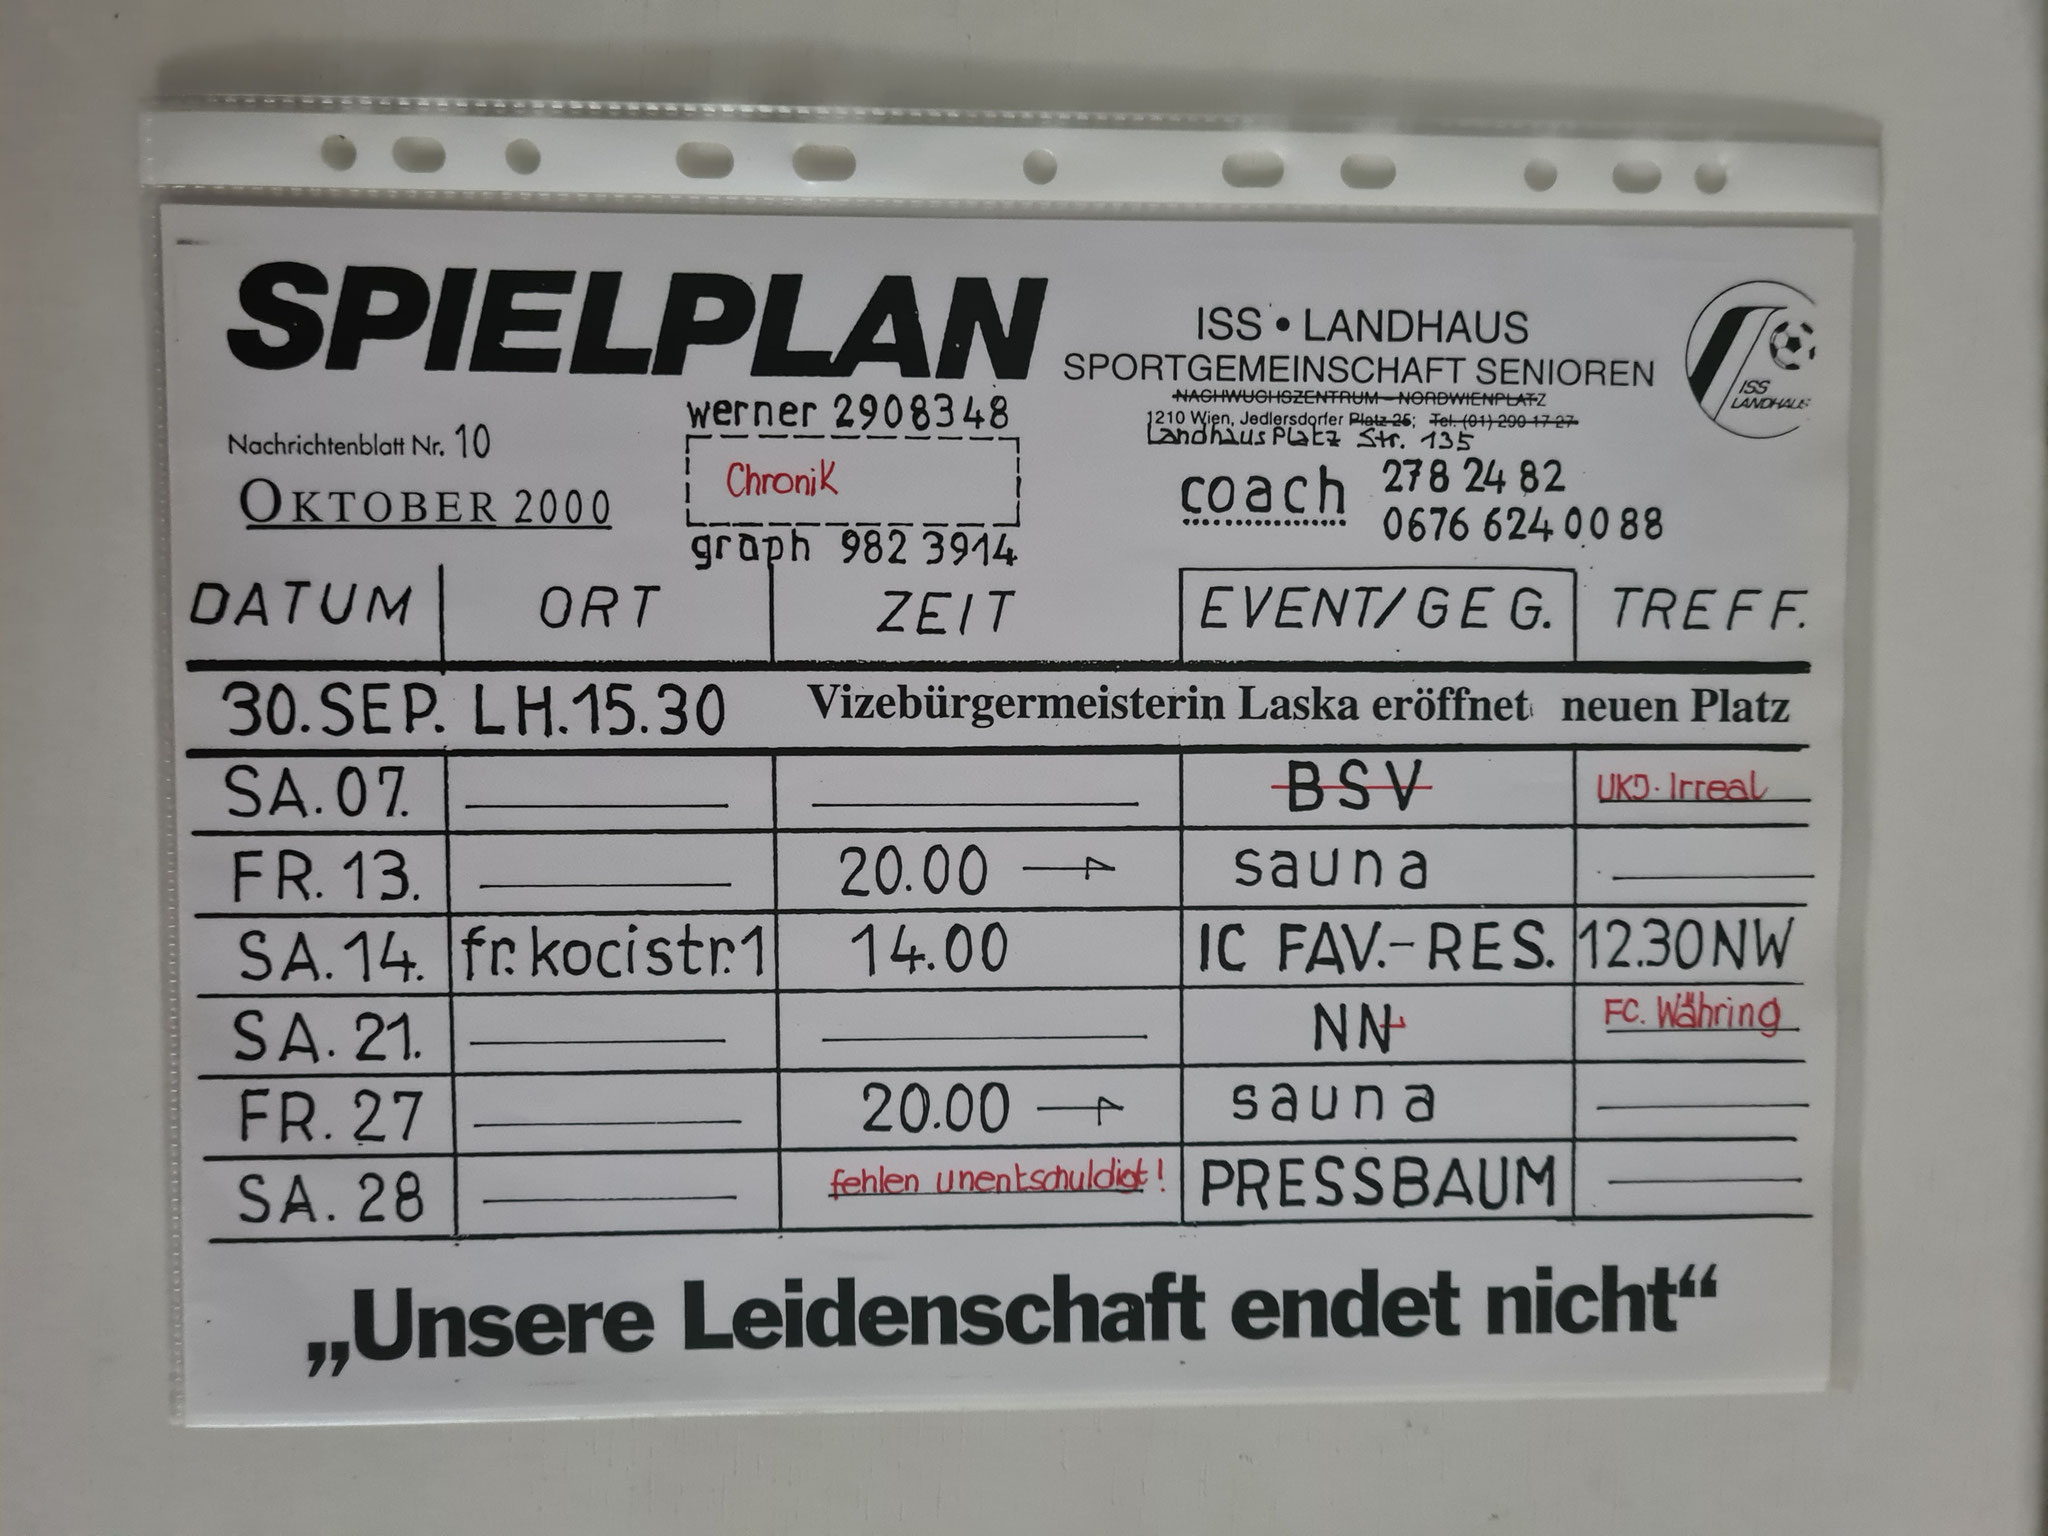 SPIELPLAN
ISS • LANDHAUS
SPORTGEMEINSCHAFT SENIOREN
NACHWUCHSZENTRUM – NORDWIENPLATZ
1210 Wien, Jedlersdorfer Platz 25; Tel. (01) 290 17 27
Landhaus Platz Str. 135
ISS
LANDHAUS
werner 2908348
Nachrichtenblatt Nr. 10
Chronik
OKTOBER 2000
graph 982 3914
coach 278 24 82
0676 624 00 88
DATUM ORT ZEIT EVENT/GEG. TREFF.
30.SEP. LH.15.30 Vizebürgermeisterin Laska eröffnet neuen Platz
SA.07. BSV UKJ. Irreal
FR.13. 20.00 sauna
SA.14. fr.kocistr.1 14.00 IC FAV.-RES. 12.30NW
SA.21. NN FC. Währing
FR.27 20.00 sauna
SA.28 fehlen unentschuldigt! PRESSBAUM
„Unsere Leidenschaft endet nicht“